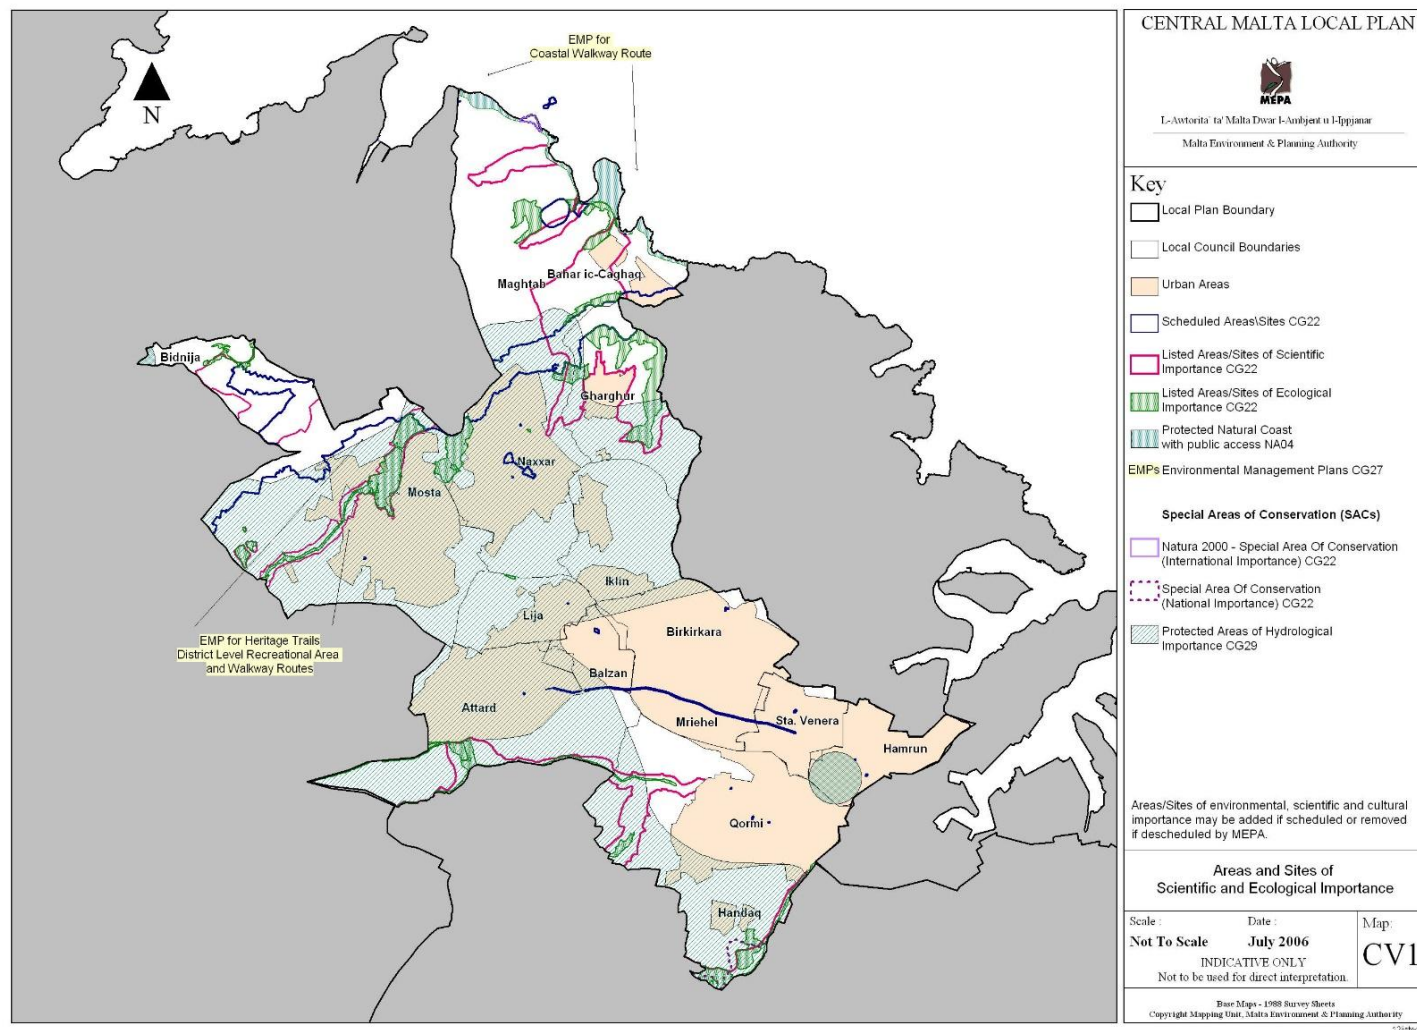 EMP for
Coastal Walkway Route
N
Maghtab
Bahar ic-Caghaq
Bidnija
Gharghur
Naxxar
Mosta
Iklin
Lija
Birkirkara
Balzan
Attard
Mriehel
Sta. Venera
Hamrun
Qormi
Handaq
EMP for Heritage Trails
District Level Recreational Area
and Walkway Routes
CENTRAL MALTA LOCAL PLAN
MEPA
L-Awtorita' ta' Malta Dwar l-Ambjent u l-Ippjanar
Malta Environment & Planning Authority
Key
Local Plan Boundary
Local Council Boundaries
Urban Areas
Scheduled Areas\Sites CG22
Listed Areas/Sites of Scientific
Importance CG22
Listed Areas/Sites of Ecological
Importance CG22
Protected Natural Coast
with public access NA04
EMPs Environmental Management Plans CG27
Special Areas of Conservation (SACs)
Natura 2000 - Special Area Of Conservation
(International Importance) CG22
Special Area Of Conservation
(National Importance) CG22
Protected Areas of Hydrological
Importance CG29
Areas/Sites of environmental, scientific and cultural
importance may be added if scheduled or removed
if descheduled by MEPA.
Areas and Sites of
Scientific and Ecological Importance
Scale :
Not To Scale
Date :
July 2006
INDICATIVE ONLY
Not to be used for direct interpretation.
Map:
CV1
Base Maps - 1988 Survey Sheets
Copyright Mapping Unit, Malta Environment & Planning Authority